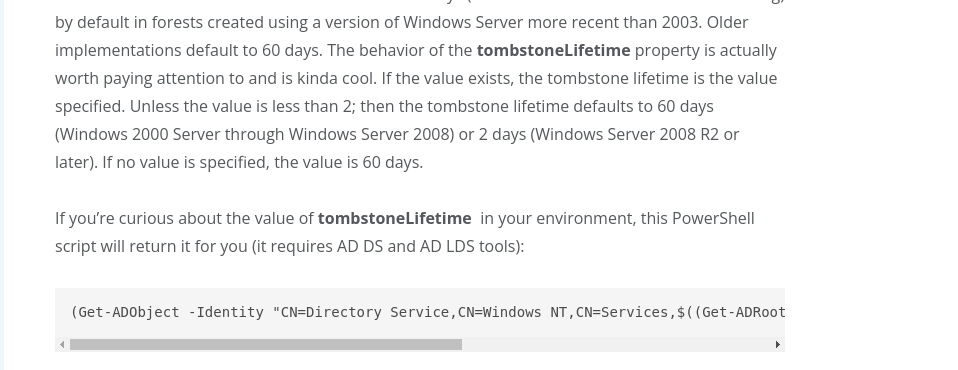 by default in forests created using a version of Windows Server more recent than 2003. Older
implementations default to 60 days. The behavior of the tombstoneLifetime property is actually
worth paying attention to and is kinda cool. If the value exists, the tombstone lifetime is the value
specified. Unless the value is less than 2; then the tombstone lifetime defaults to 60 days
(Windows 2000 Server through Windows Server 2008) or 2 days (Windows Server 2008 R2 or
later). If no value is specified, the value is 60 days.
If you’re curious about the value of tombstoneLifetime in your environment, this PowerShell
script will return it for you (it requires AD DS and AD LDS tools):
(Get-ADObject -Identity "CN=Directory Service,CN=Windows NT,CN=Services,$((Get-ADRoot